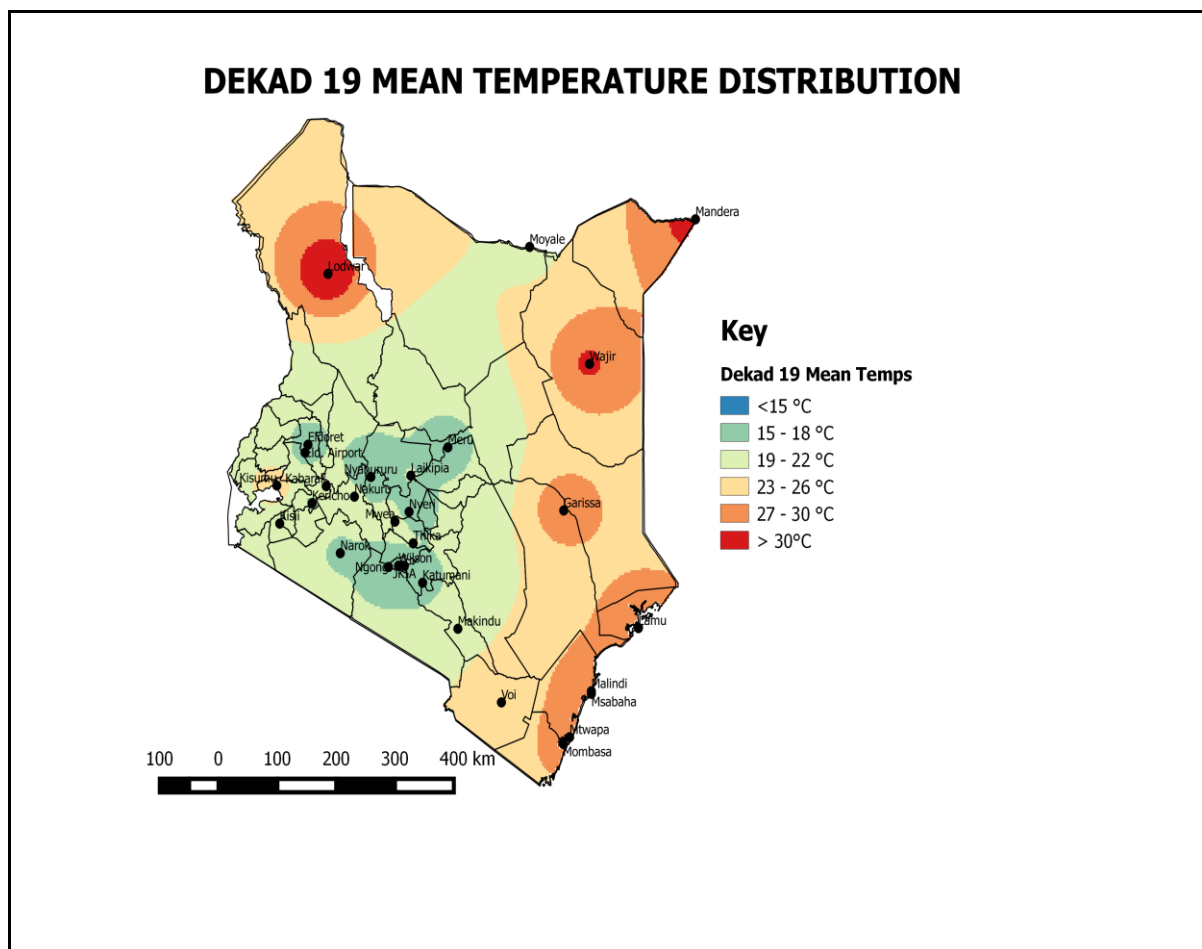 DEKAD 19 MEAN TEMPERATURE DISTRIBUTION
Mandera
Moyale
Lodwar
Wajir
Key
Dekad 19 Mean Temps
<15 °C
15 - 18 °C
19 - 22 °C
23 - 26 °C
27 - 30 °C
> 30°C
Eldoret
Eld. Airport
Meru
Nyahururu
Laikipia
Kisumu
Kabarak
Kericho
Nakuru
Nyeri
Garissa
Kisii
Mwea
Thika
Narok
Ngong
Wilson
JKIA
Katumani
Makindu
Lamu
Malindi
Msabaha
Voi
Mtwapa
Mombasa
100 0 100 200 300 400 km